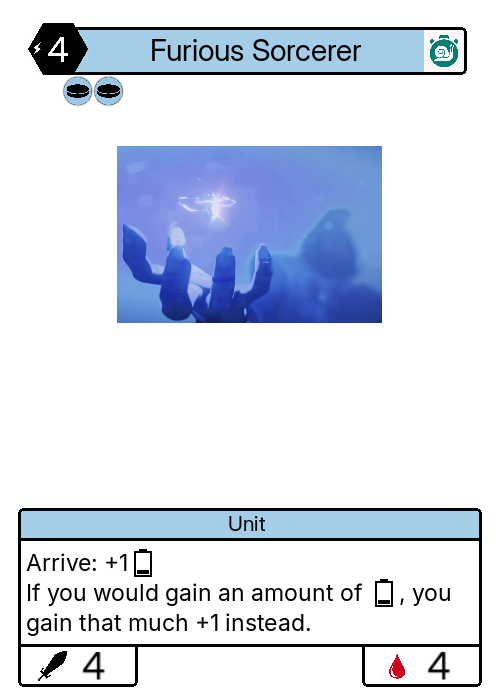 4 Furious Sorcerer
Unit
Arrive: +1
If you would gain an amount of , you
gain that much +1 instead.
4 4